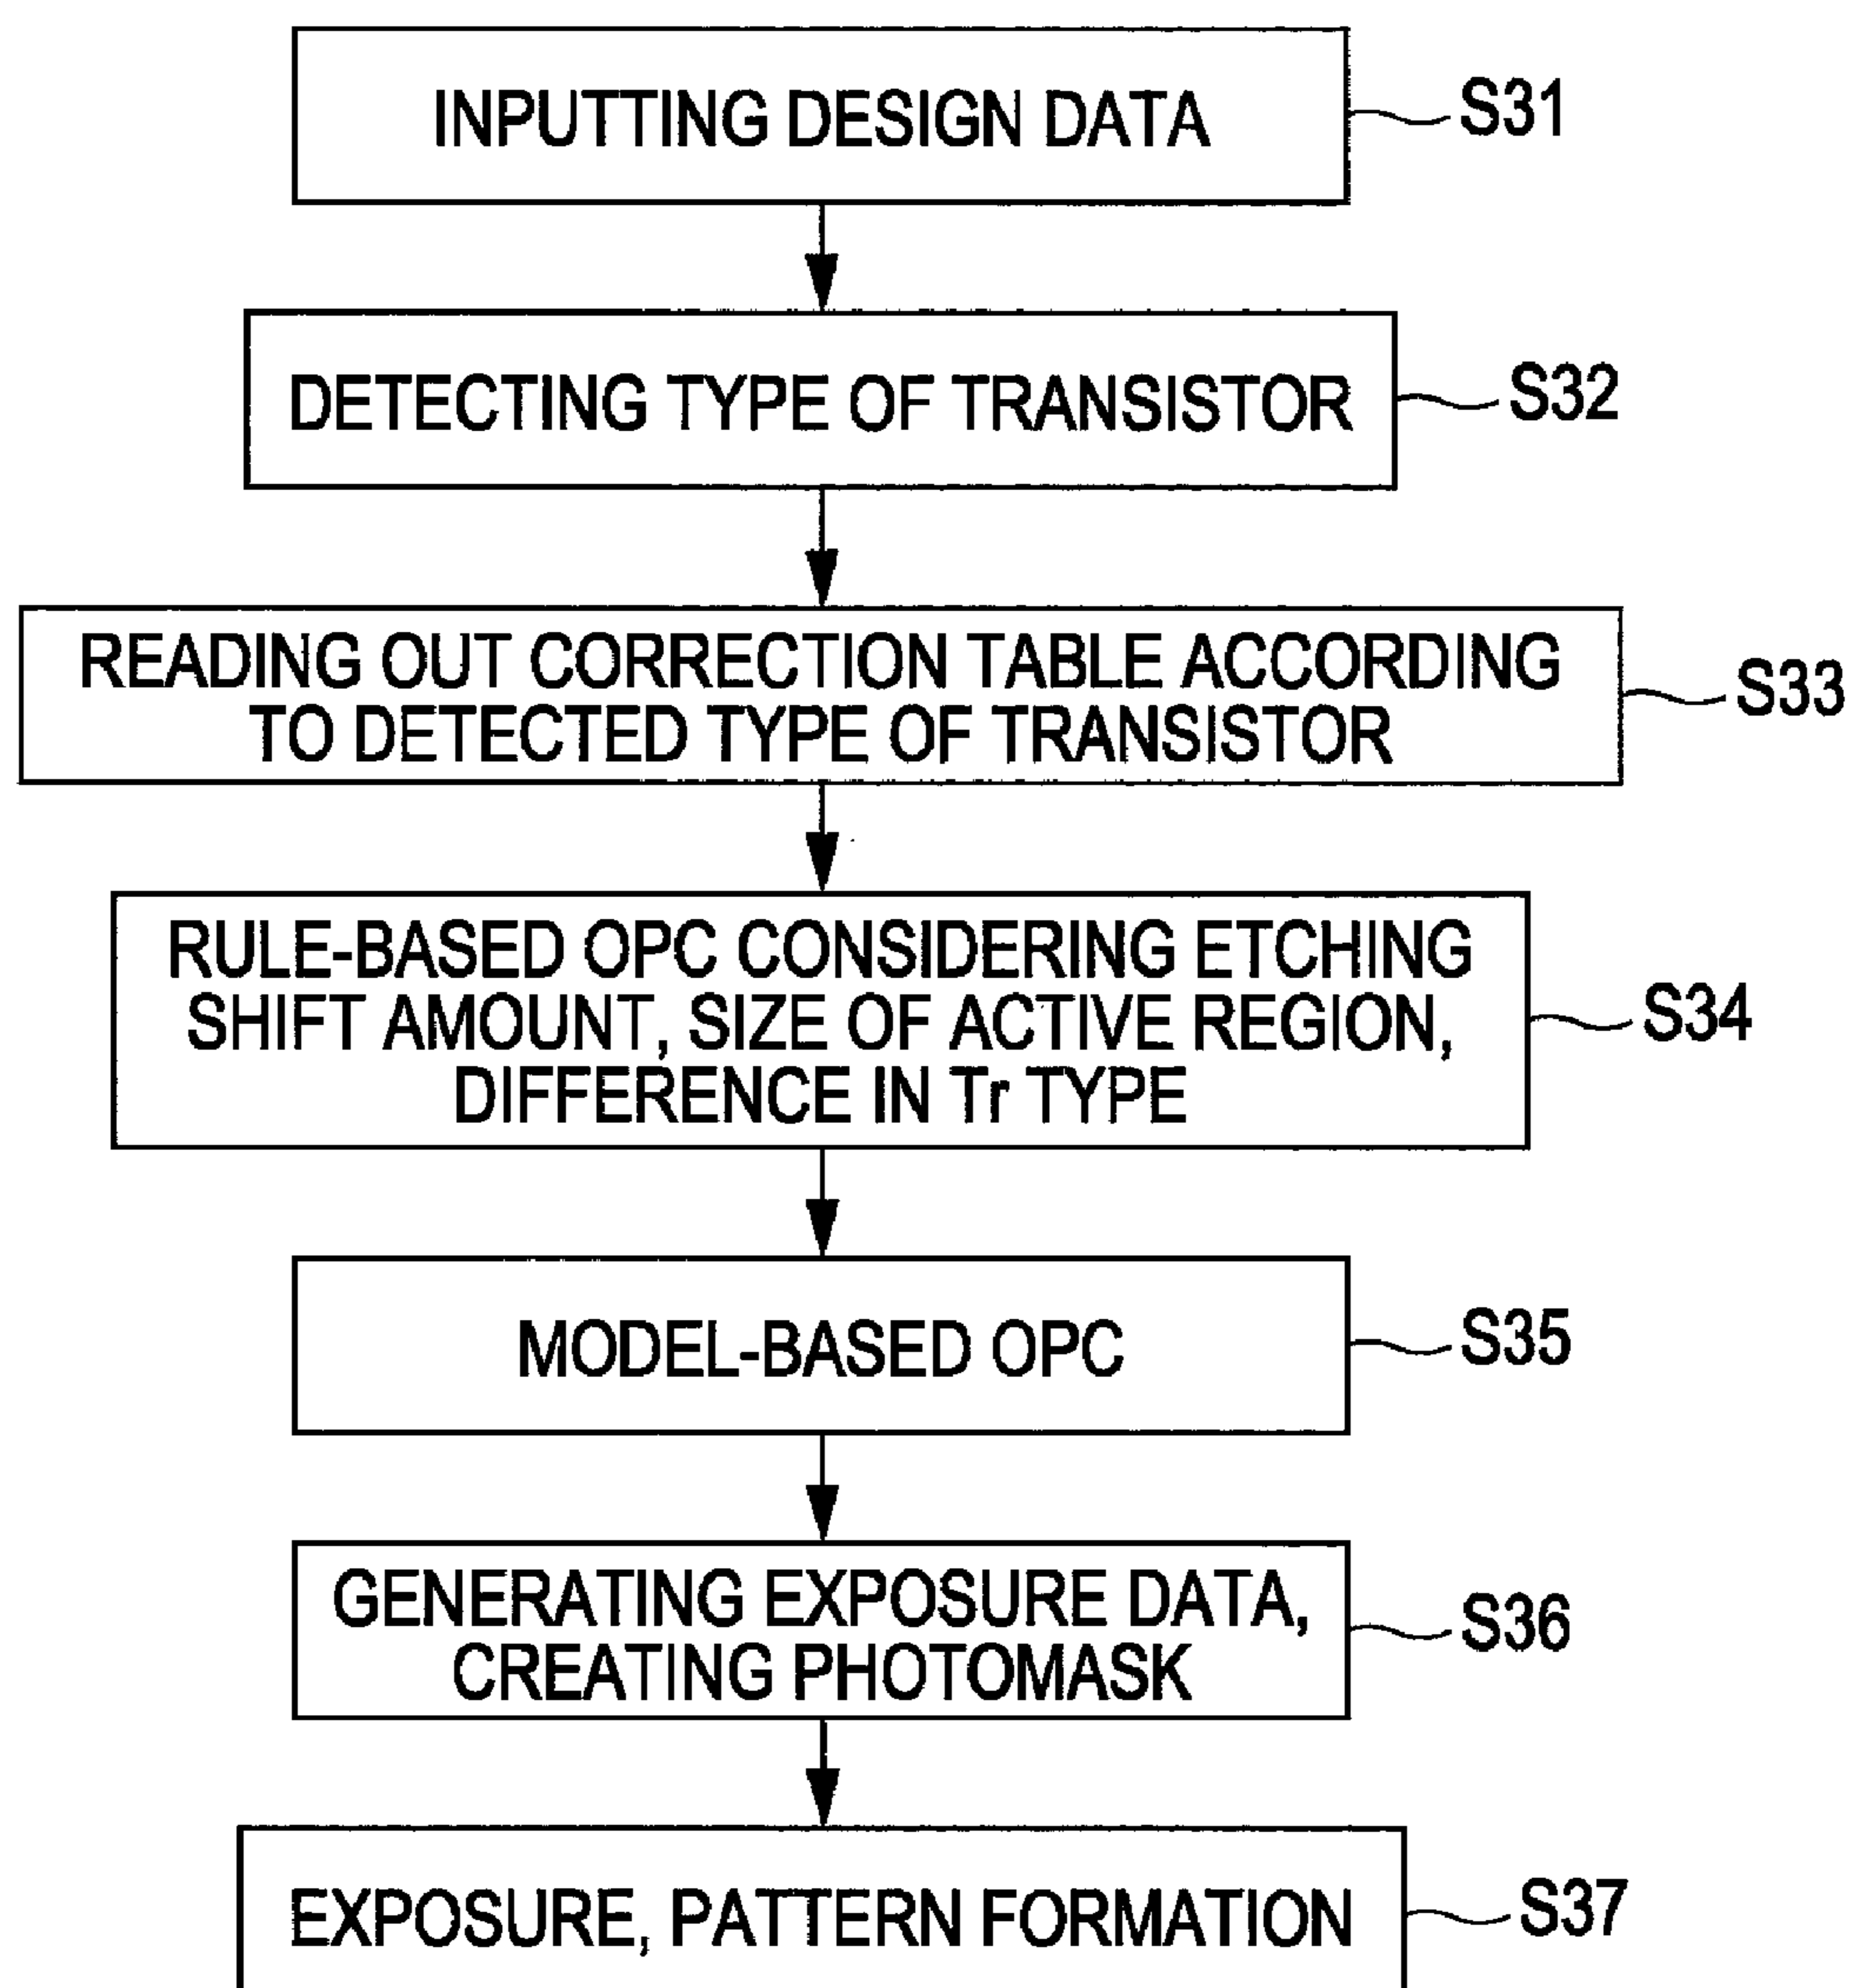 INPUTTING DESIGN DATA
S31
DETECTING TYPE OF TRANSISTOR
S32
READING OUT CORRECTION TABLE ACCORDING
TO DETECTED TYPE OF TRANSISTOR
S33
RULE-BASED OPC CONSIDERING ETCHING
SHIFT AMOUNT, SIZE OF ACTIVE REGION,
DIFFERENCE IN Tr TYPE
S34
MODEL-BASED OPC
S35
GENERATING EXPOSURE DATA,
CREATING PHOTOMASK
S36
EXPOSURE, PATTERN FORMATION
S37